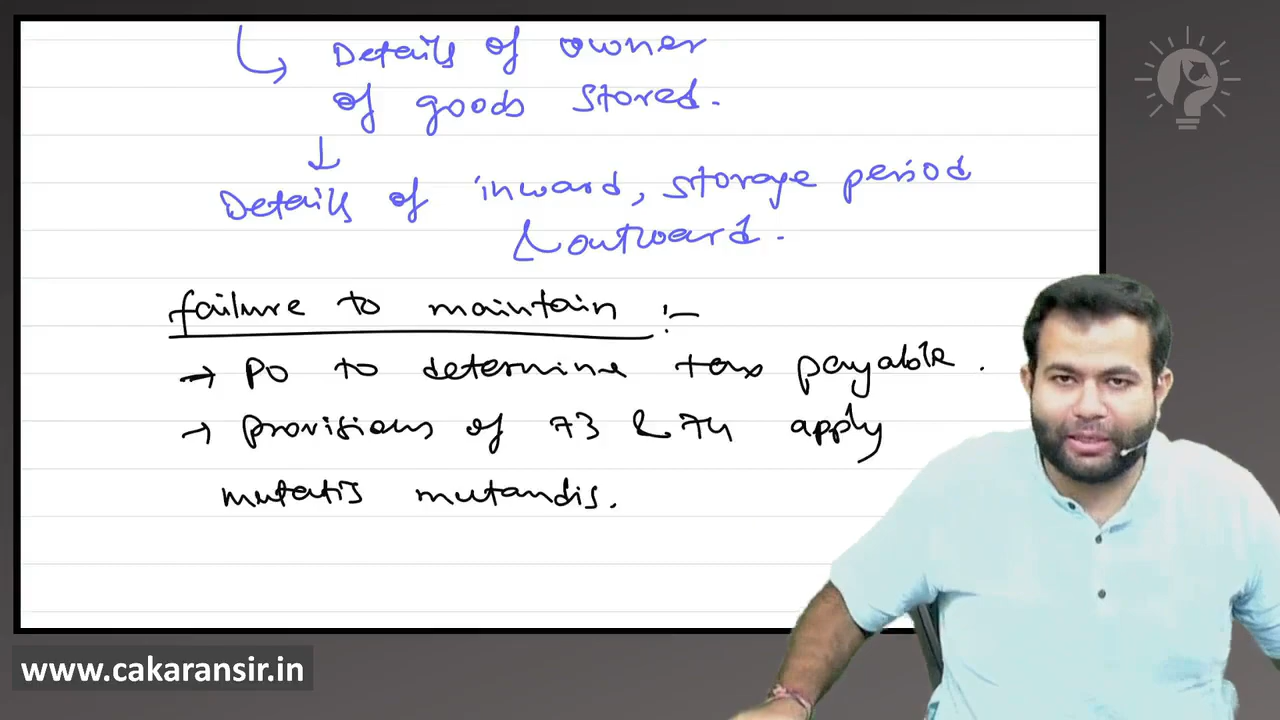 Details of owner
of goods stored.
Details of inward, storage period
& outward.
failure to maintain :-
→ PO to determine tax payable.
→ provisions of 73 & 74 apply
mutatis mutandis.
www.cakaransir.in